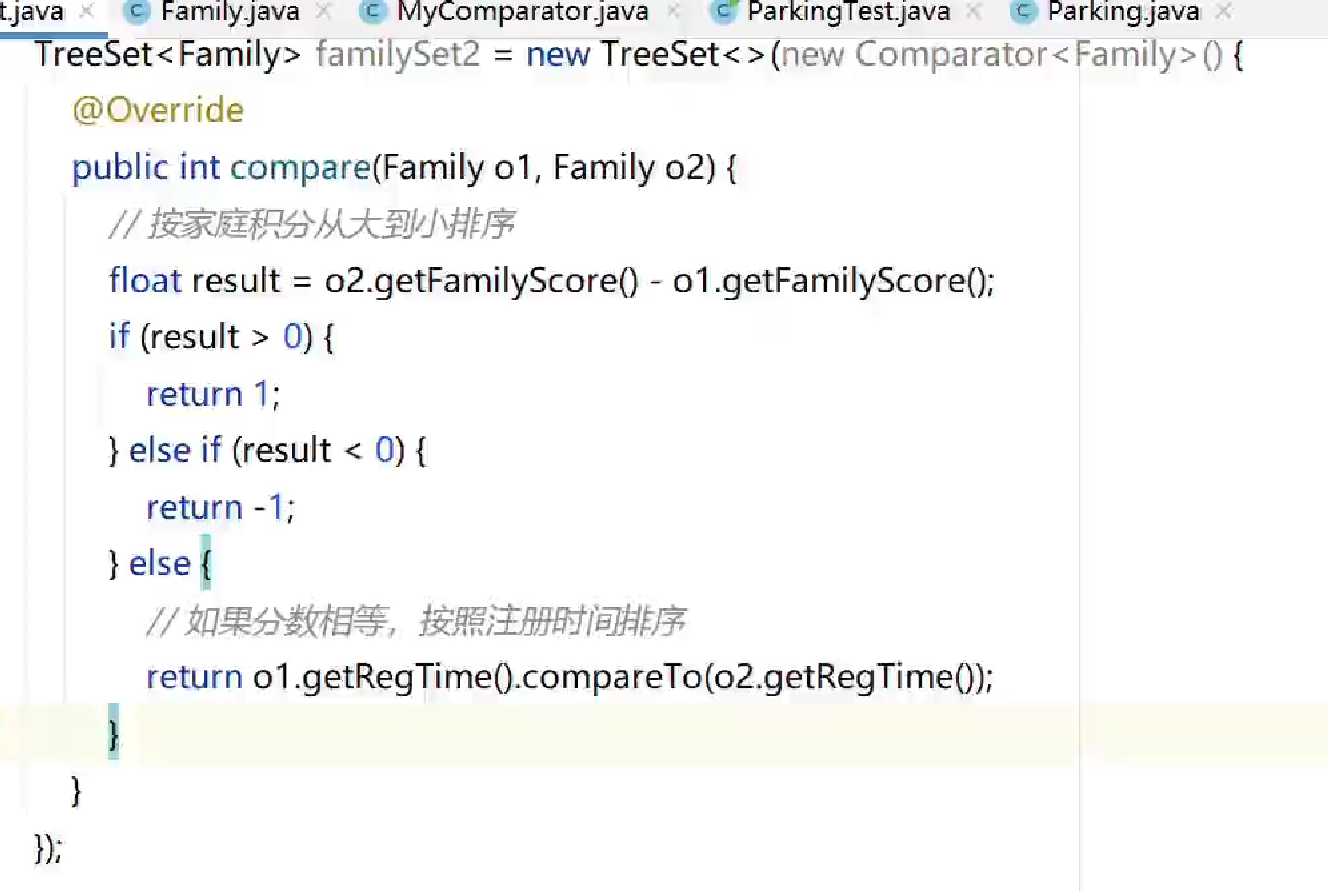 t.java × Family.java × MyComparator.java × ParkingTest.java × Parking.java ×
TreeSet<Family> familySet2 = new TreeSet<>(new Comparator<Family>() {
@Override
public int compare(Family o1, Family o2) {
// 按家庭积分从大到小排序
float result = o2.getFamilyScore() - o1.getFamilyScore();
if (result > 0) {
return 1;
} else if (result < 0) {
return -1;
} else {
// 如果分数相等，按照注册时间排序
return o1.getRegTime().compareTo(o2.getRegTime());
}
}
});